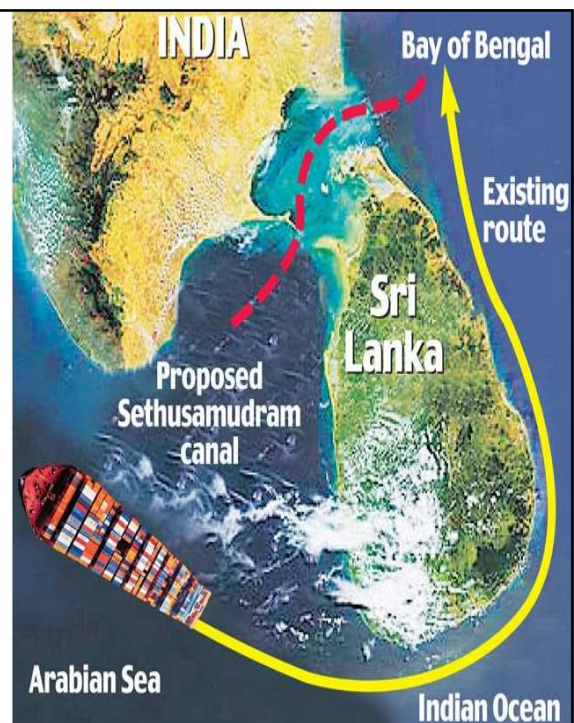 INDIA
Bay of Bengal
Existing
route
Sri
Lanka
Proposed
Sethusamudram
canal
Arabian Sea
Indian Ocean